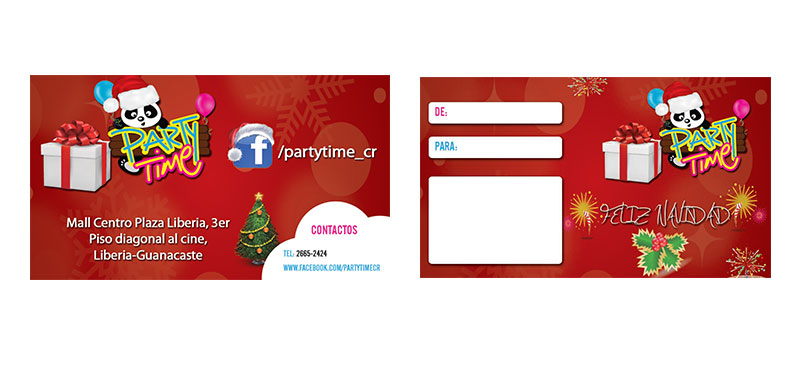 PARTY
TIME
f /partytime_cr
Mall Centro Plaza Liberia, 3er
Piso diagonal al cine,
Liberia-Guanacaste
CONTACTOS
TEL: 2665-2424
WWW.FACEBOOK.COM/PARTYTIMECR
DE:
PARA:
PARTY
TIME
FELIZ NAVIDAD